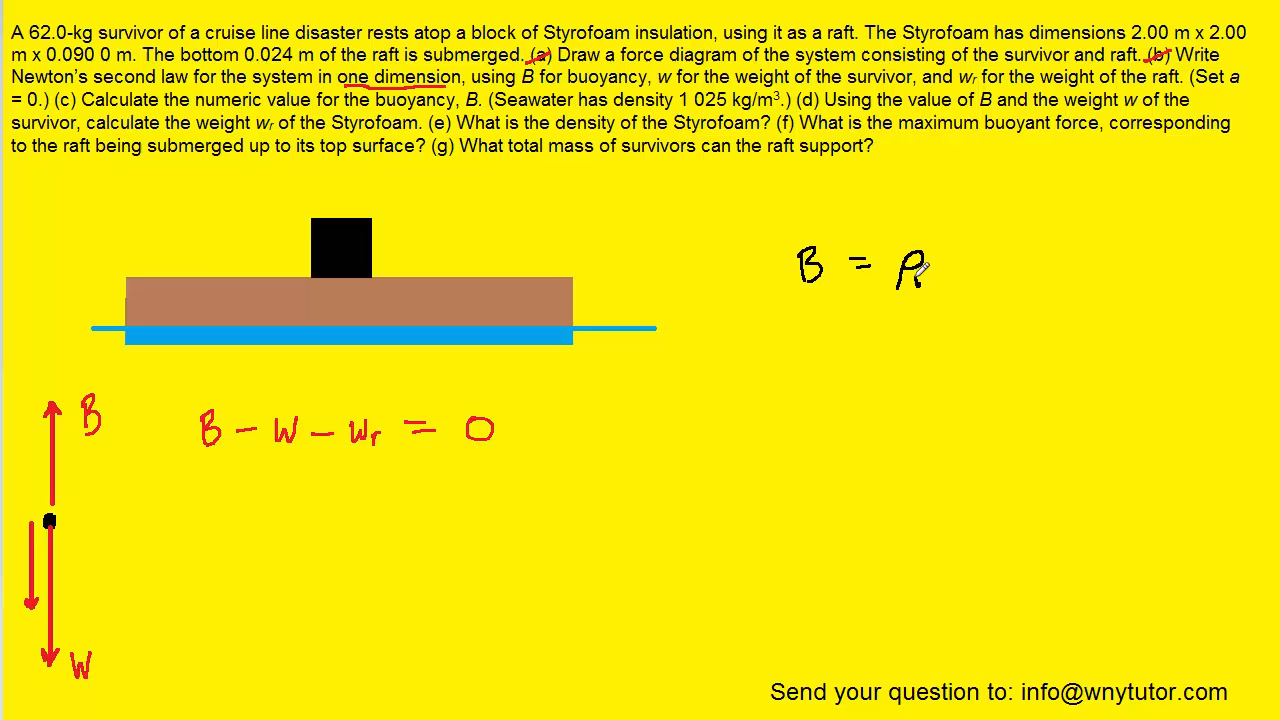 A 62.0-kg survivor of a cruise line disaster rests atop a block of Styrofoam insulation, using it as a raft. The Styrofoam has dimensions 2.00 m x 2.00
m x 0.090 0 m. The bottom 0.024 m of the raft is submerged. (a) Draw a force diagram of the system consisting of the survivor and raft. (b) Write
Newton's second law for the system in one dimension, using B for buoyancy, w for the weight of the survivor, and wr for the weight of the raft. (Set a
= 0.) (c) Calculate the numeric value for the buoyancy, B. (Seawater has density 1 025 kg/m³.) (d) Using the value of B and the weight w of the
survivor, calculate the weight wr of the Styrofoam. (e) What is the density of the Styrofoam? (f) What is the maximum buoyant force, corresponding
to the raft being submerged up to its top surface? (g) What total mass of survivors can the raft support?
B = ρ
B
B - w - wr = 0
w
Send your question to: info@wnytutor.com